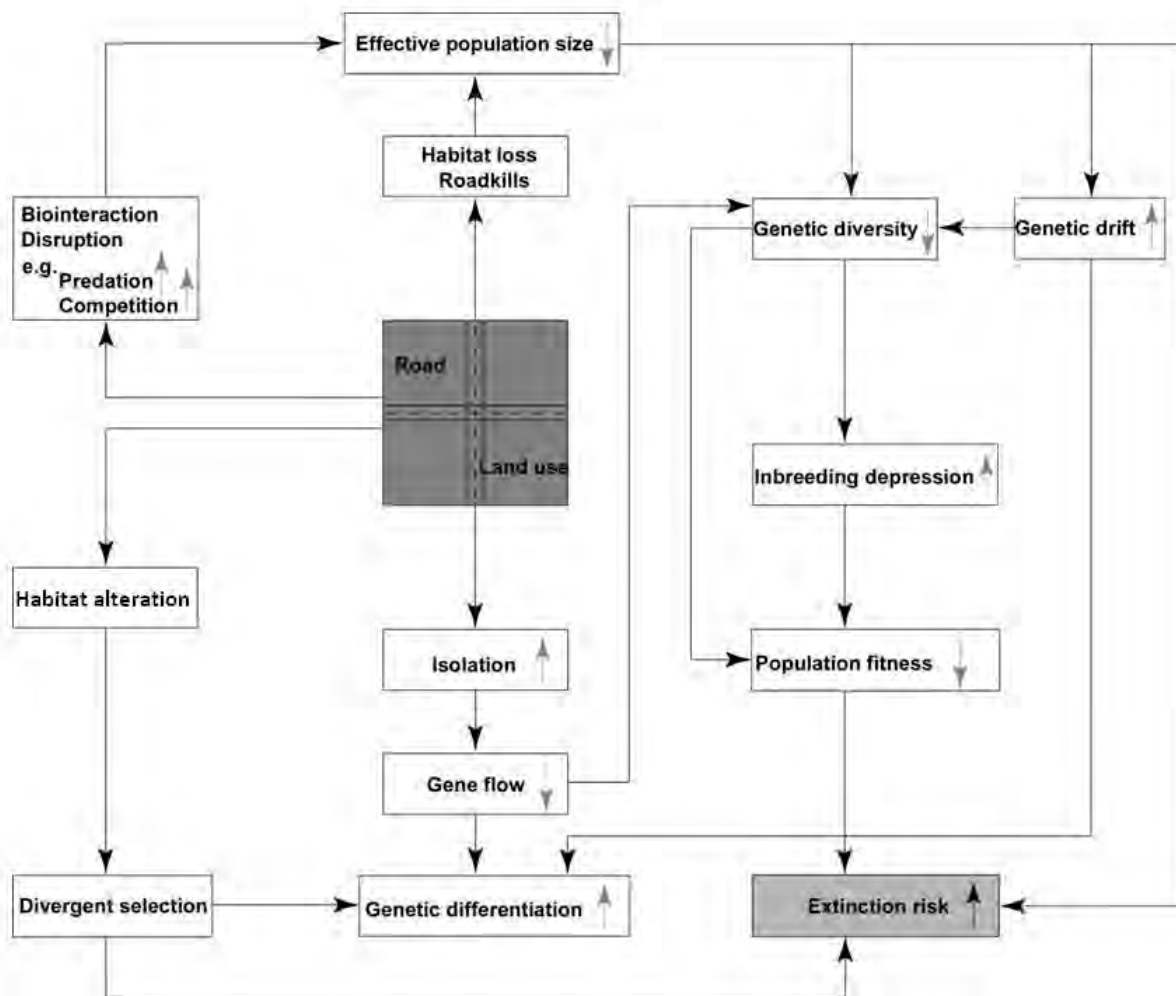 Effective population size
Habitat loss
Roadkills
Biointeraction
Disruption
e.g.
Predation
Competition
Genetic diversity
Genetic drift
Road
Land use
Inbreeding depression
Habitat alteration
Isolation
Population fitness
Gene flow
Divergent selection
Genetic differentiation
Extinction risk